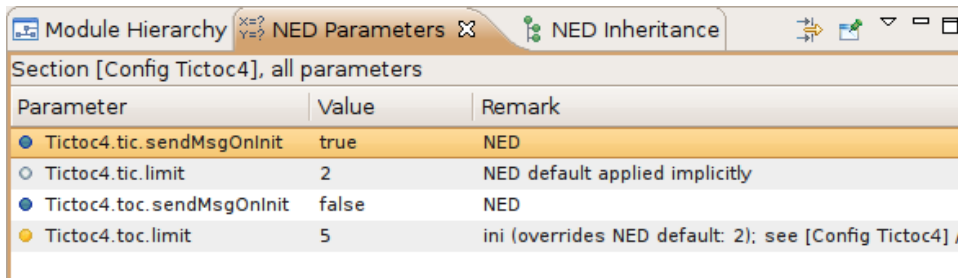 Module Hierarchy NED Parameters NED Inheritance
Section [Config Tictoc4], all parameters
Parameter Value Remark
Tictoc4.tic.sendMsgOnInit true NED
Tictoc4.tic.limit 2 NED default applied implicitly
Tictoc4.toc.sendMsgOnInit false NED
Tictoc4.toc.limit 5 ini (overrides NED default: 2); see [Config Tictoc4] /